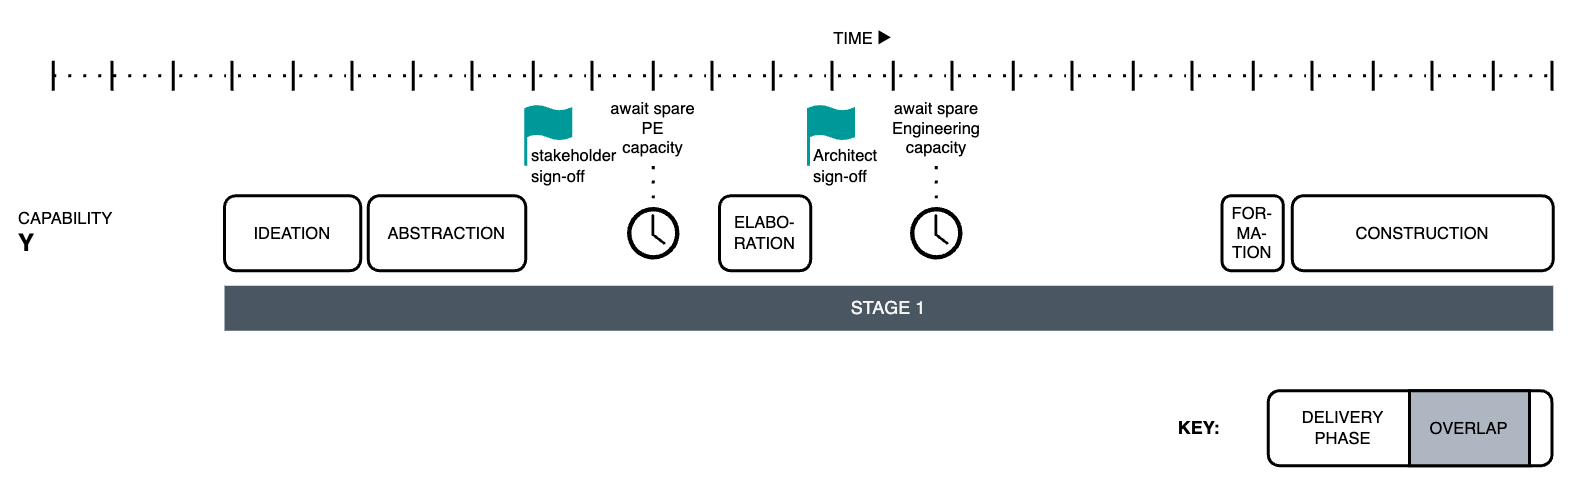 TIME
await spare
PE
capacity
stakeholder
sign-off
await spare
Engineering
capacity
Architect
sign-off
CAPABILITY
Y
IDEATION
ABSTRACTION
ELABO-
RATION
FOR-
MA-
TION
CONSTRUCTION
STAGE 1
KEY:
DELIVERY
PHASE
OVERLAP